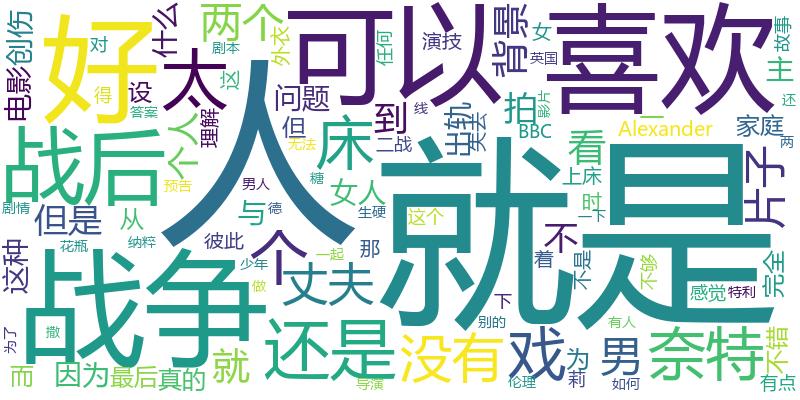 人
就是
战争
可以
喜欢
好
战后
太
还是
没有
戏
男
奈特
片子
背景
两个
床
个
丈夫
不
到
出轨
失去
拍
看
主
家庭
BBC
Alexander
二战
演技
任何
外衣
什么
这
对
剧本
电影
创伤
得
答案
设
理解
问题
但
无法
线
女
英国
影片
故事
还
一
两
上床
时
一下
个人
预告
男人
糖
女人
生硬
这个
剧情
但是
从
与
德
花瓶
纳粹
彼此
那
少年
一起
做
着
不是
不够
感觉
特利
完全
这种
为了
撒
下
别的
有人
不错
而
因为
最后
真的
就
导演
伦理
为
莉
如何
有点